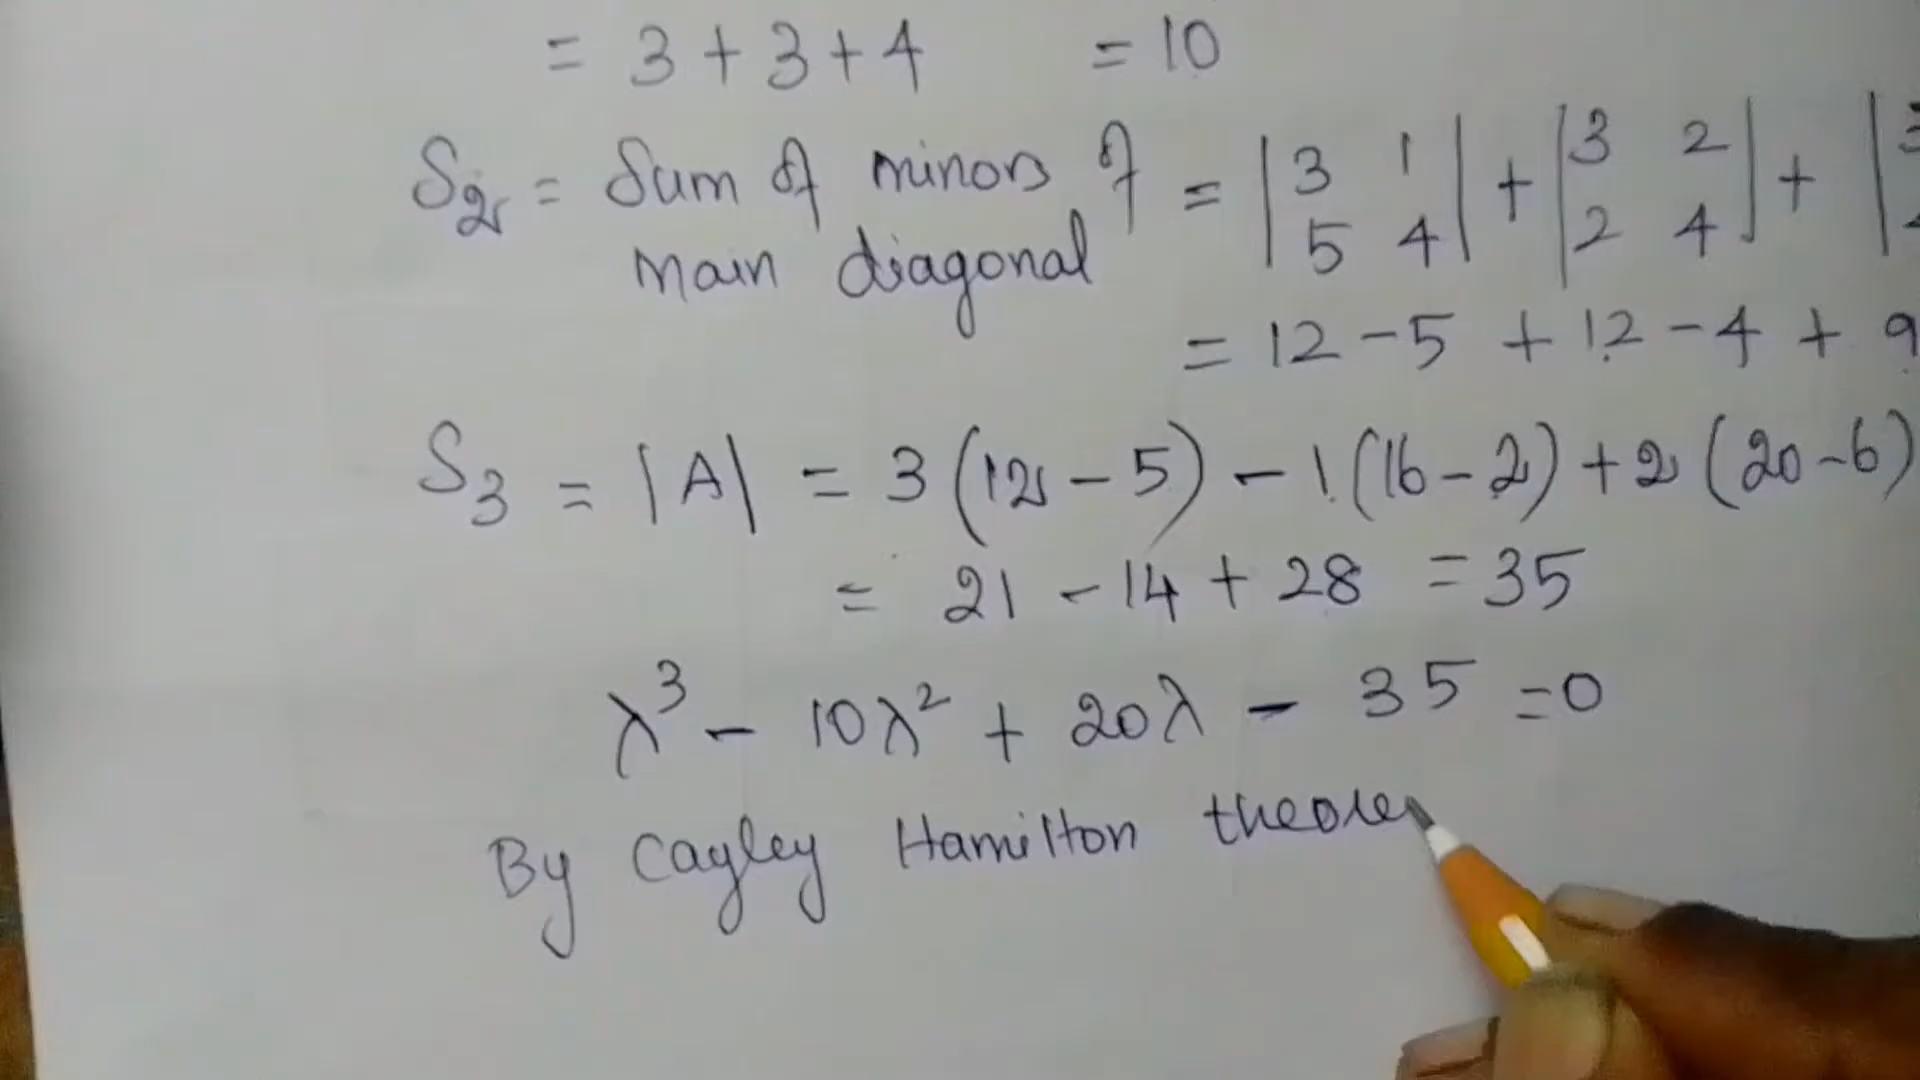 = 3 + 3 + 4 = 10
S₂ = Sum of minors of = | 3 1 | + | 3 2 | + |
main diagonal | 5 4 | | 2 4 |
= 12 - 5 + 12 - 4 + 9
S₃ = |A| = 3 (12 - 5) - 1 (16 - 2) + 2 (20 - 6)
= 21 - 14 + 28 = 35
λ³ - 10λ² + 20λ - 35 = 0
By Cayley Hamilton theore